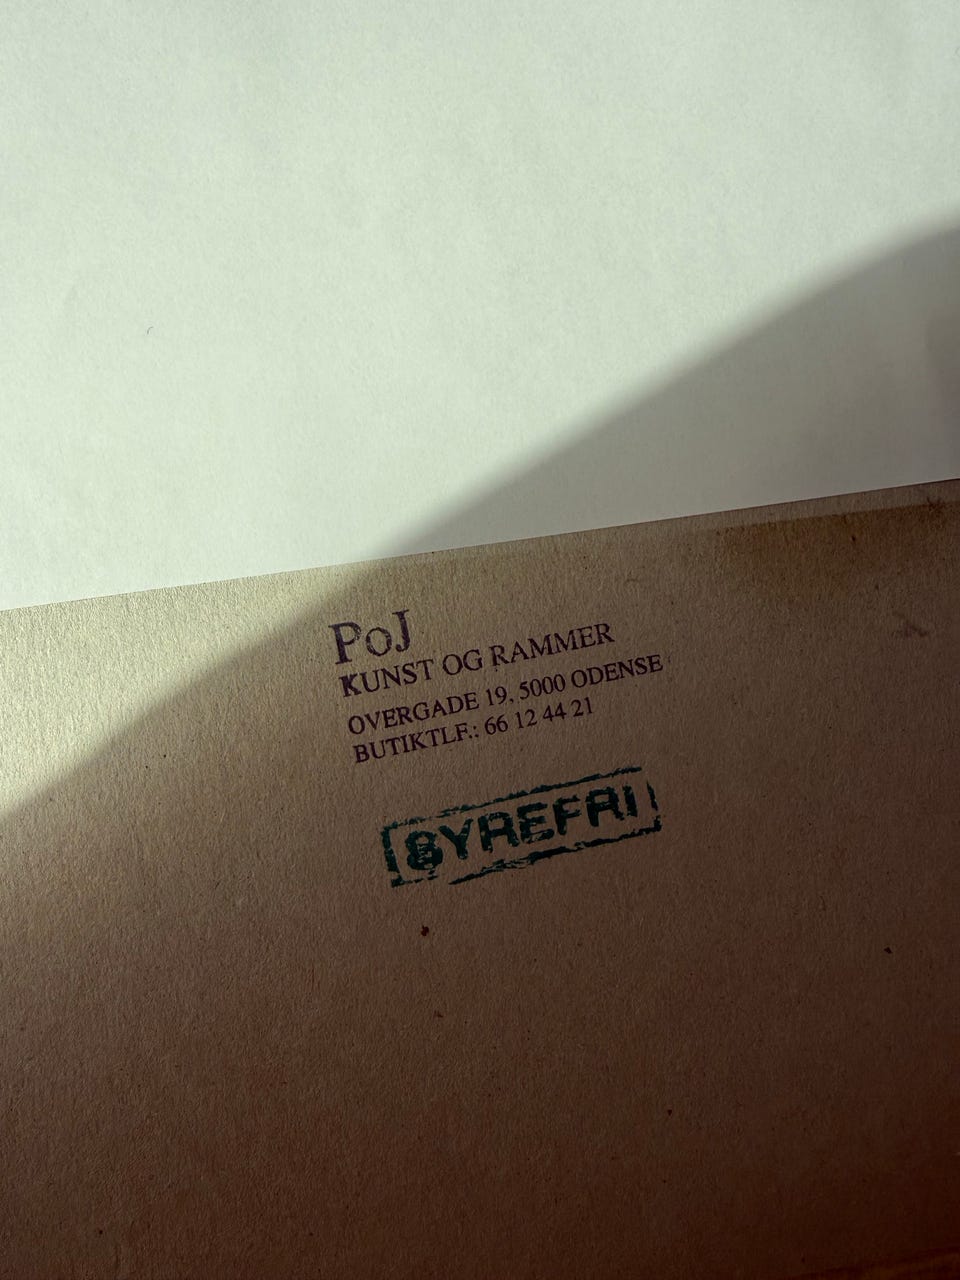 PoJ
KUNST OG RAMMER
OVERGADE 19, 5000 ODENSE
BUTIKTLF.: 66 12 44 21
SYREFRI